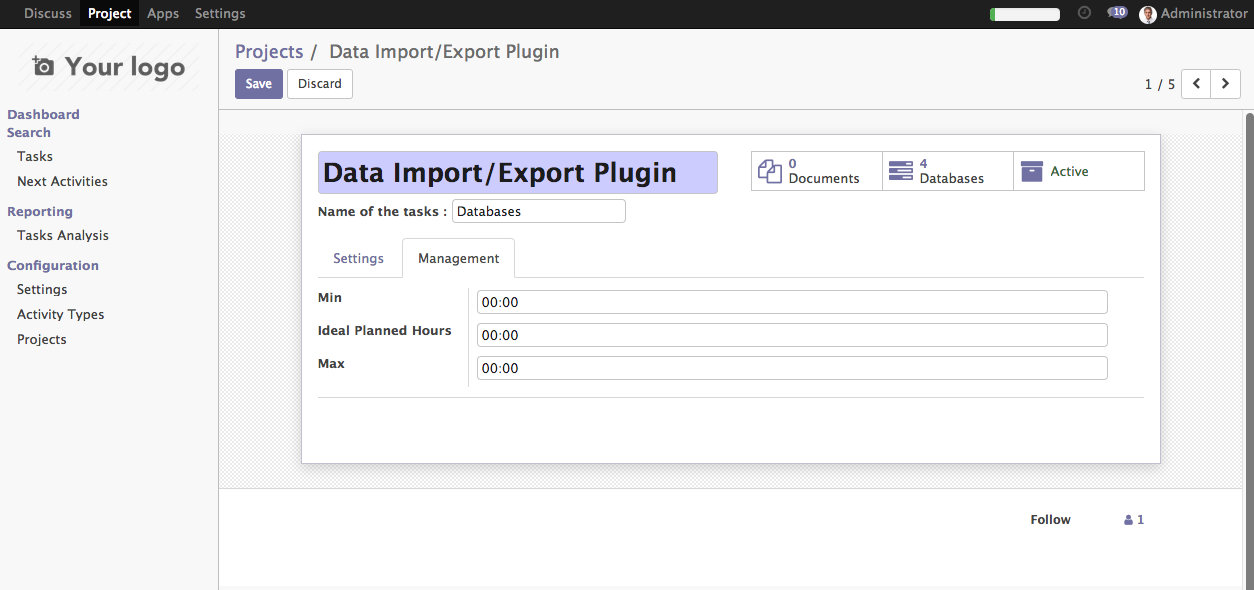 Discuss Project Apps Settings 10 Administrator
Your logo
Dashboard
Search
Tasks
Next Activities
Reporting
Tasks Analysis
Configuration
Settings
Activity Types
Projects
Projects / Data Import/Export Plugin
Save Discard 1 / 5
Data Import/Export Plugin
0 Documents
4 Databases
Active
Name of the tasks : Databases
Settings Management
Min 00:00
Ideal Planned Hours 00:00
Max 00:00
Follow 1